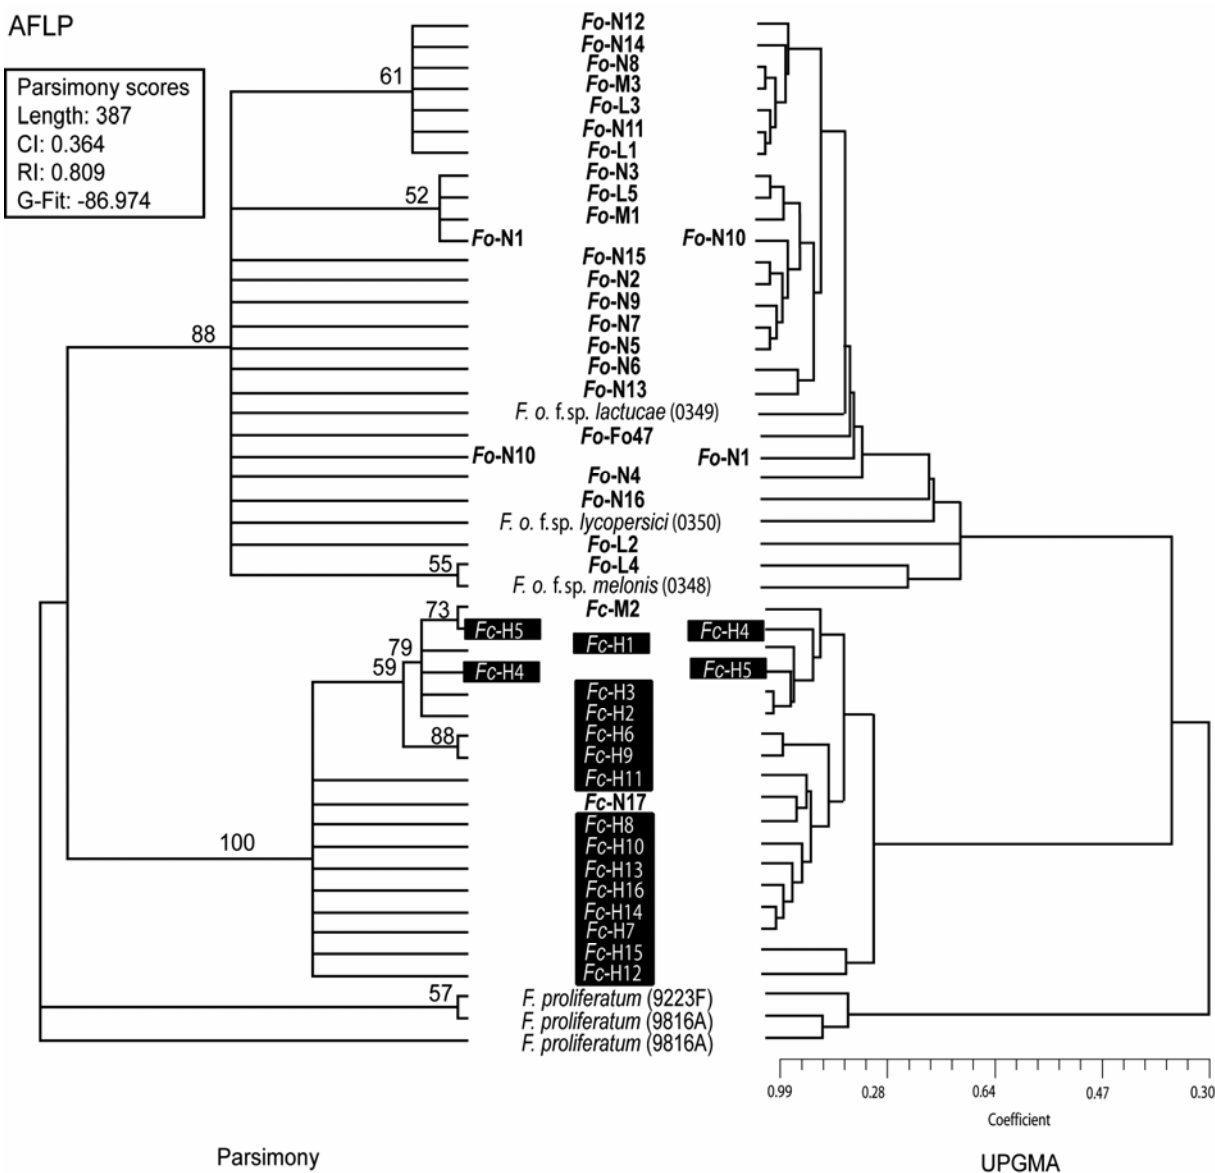 AFLP
Parsimony scores
Length: 387
CI: 0.364
RI: 0.809
G-Fit: -86.974
61
52
88
55
73
79
59
88
100
57
Fo-N12
Fo-N14
Fo-N8
Fo-M3
Fo-L3
Fo-N11
Fo-L1
Fo-N3
Fo-L5
Fo-M1
Fo-N1 Fo-N10
Fo-N15
Fo-N2
Fo-N9
Fo-N7
Fo-N5
Fo-N6
Fo-N13
F. o. f.sp. lactucae (0349)
Fo-Fo47
Fo-N10 Fo-N1
Fo-N4
Fo-N16
F. o. f.sp. lycopersici (0350)
Fo-L2
Fo-L4
F. o. f.sp. melonis (0348)
Fc-M2
Fc-H5 Fc-H4
Fc-H1
Fc-H4 Fc-H5
Fc-H3
Fc-H2
Fc-H6
Fc-H9
Fc-H11
Fc-N17
Fc-H8
Fc-H10
Fc-H13
Fc-H16
Fc-H14
Fc-H7
Fc-H15
Fc-H12
F. proliferatum (9223F)
F. proliferatum (9816A)
F. proliferatum (9816A)
0.99 0.28 0.64 0.47 0.30
Coefficient
Parsimony UPGMA